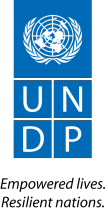 U N
D P
Empowered lives.
Resilient nations.